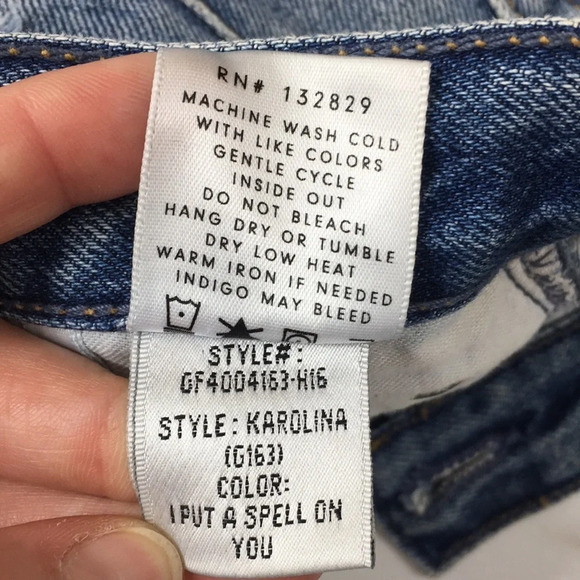 RN# 132829
MACHINE WASH COLD
WITH LIKE COLORS
GENTLE CYCLE
INSIDE OUT
DO NOT BLEACH
HANG DRY OR TUMBLE
DRY LOW HEAT
WARM IRON IF NEEDED
INDIGO MAY BLEED
STYLE#:
GF4004163-H16
STYLE: KAROLINA
(G163)
COLOR:
I PUT A SPELL ON
YOU